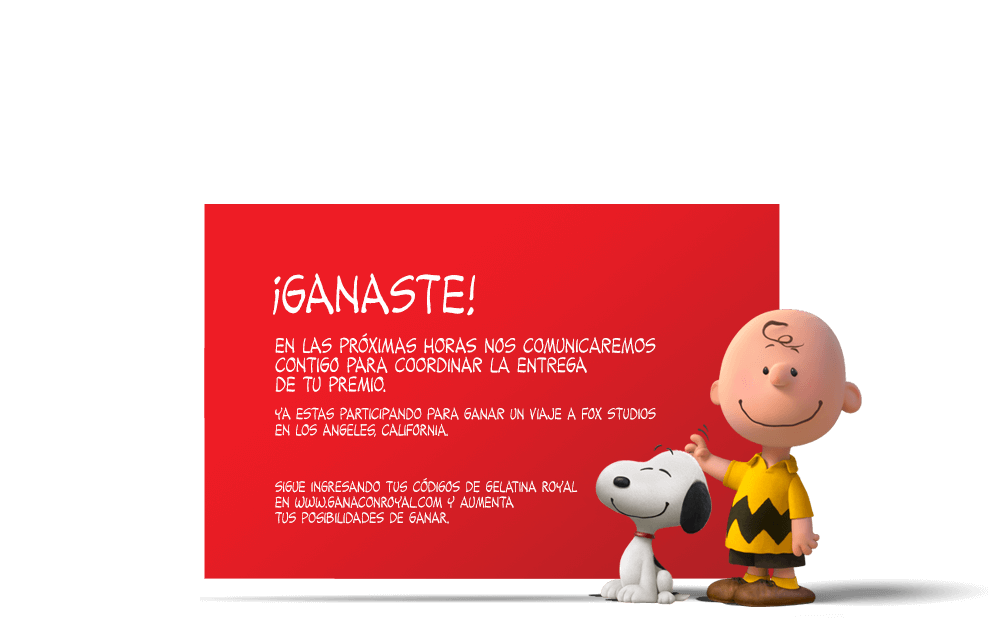 ¡GANASTE!
EN LAS PRÓXIMAS HORAS NOS COMUNICAREMOS
CONTIGO PARA COORDINAR LA ENTREGA
DE TU PREMIO.
YA ESTAS PARTICIPANDO PARA GANAR UN VIAJE A FOX STUDIOS
EN LOS ANGELES, CALIFORNIA.
SIGUE INGRESANDO TUS CÓDIGOS DE GELATINA ROYAL
EN WWW.GANACONROYAL.COM Y AUMENTA
TUS POSIBILIDADES DE GANAR.